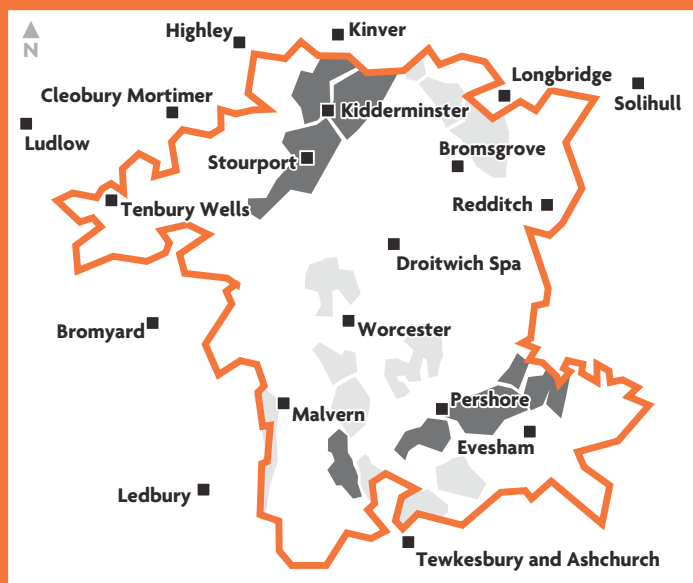 Highley
Kinver
N
Longbridge
Solihull
Cleobury Mortimer
Kidderminster
Ludlow
Stourport
Bromsgrove
Tenbury Wells
Redditch
Droitwich Spa
Bromyard
Worcester
Malvern
Pershore
Evesham
Ledbury
Tewkesbury and Ashchurch